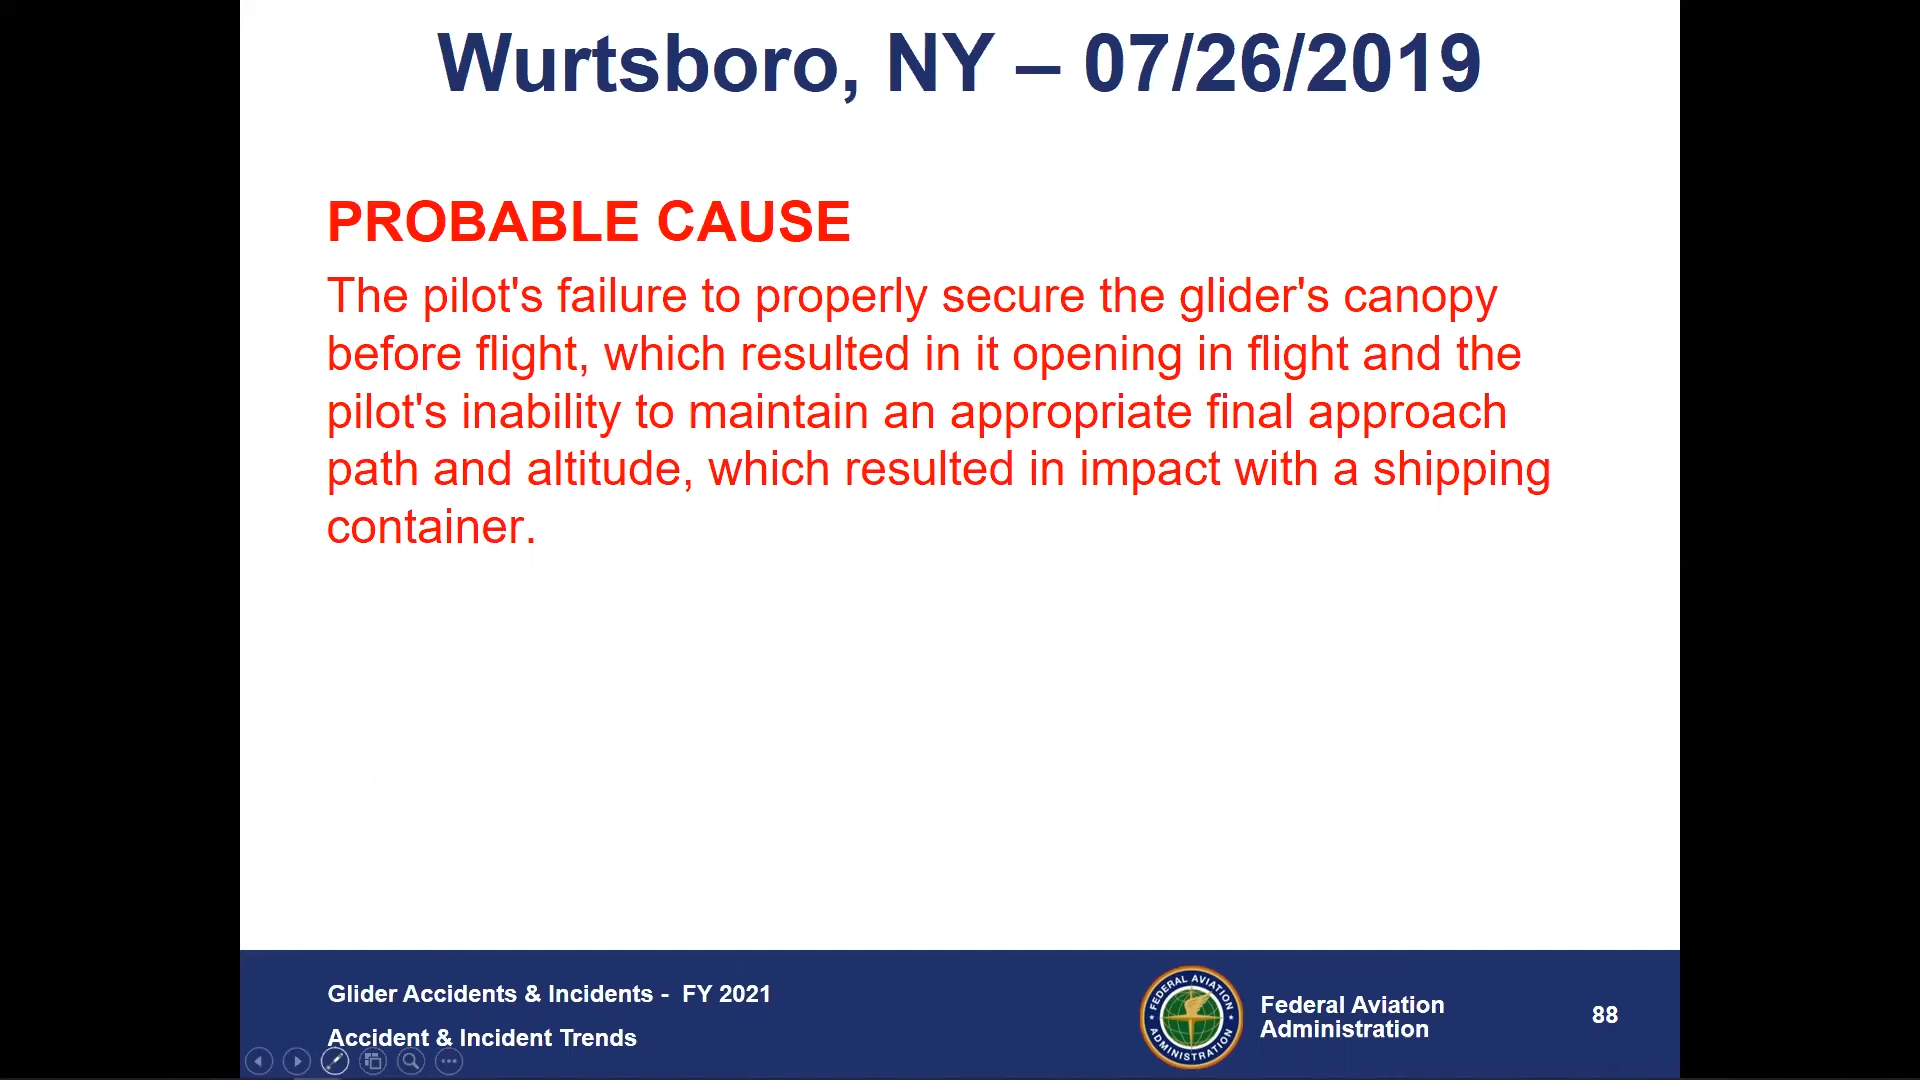 Wurtsboro, NY – 07/26/2019
PROBABLE CAUSE
The pilot's failure to properly secure the glider's canopy
before flight, which resulted in it opening in flight and the
pilot's inability to maintain an appropriate final approach
path and altitude, which resulted in impact with a shipping
container.
Glider Accidents & Incidents - FY 2021
Accident & Incident Trends
FEDERAL AVIATION
ADMINISTRATION
Federal Aviation
Administration
88